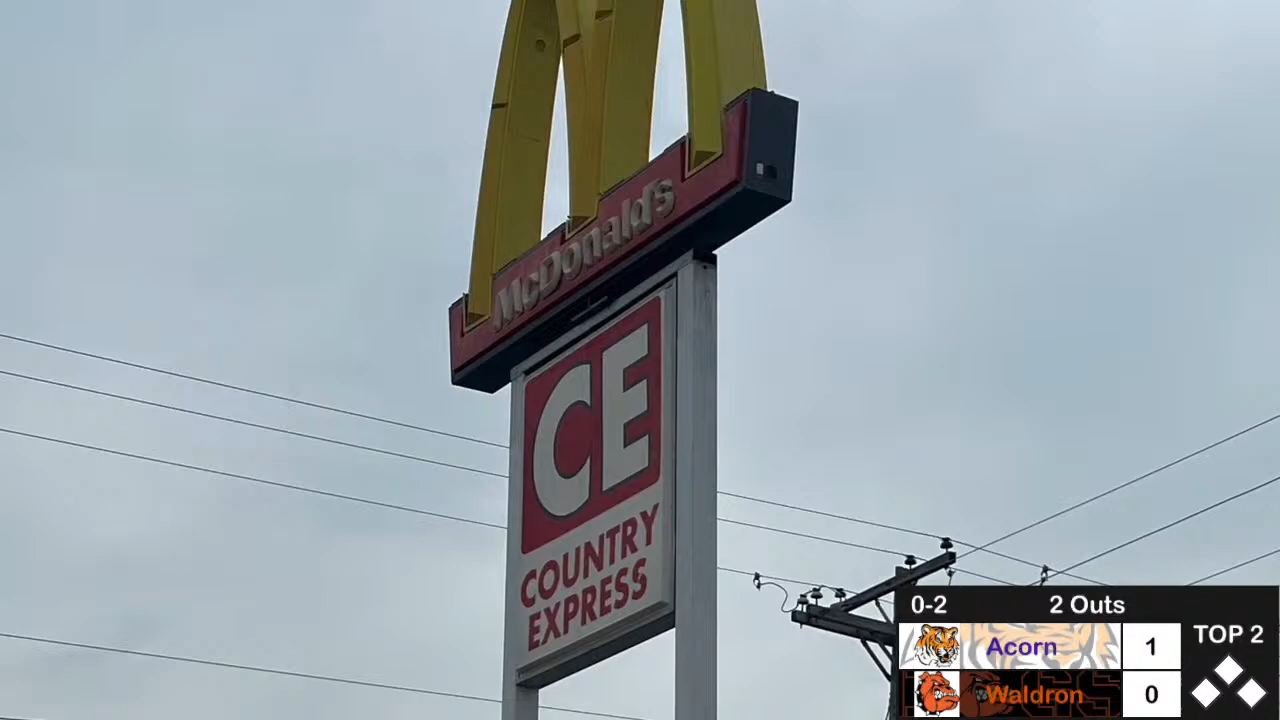 McDonald's
CE
COUNTRY
EXPRESS
0-2 2 Outs
Acorn 1
TOP 2
Waldron 0